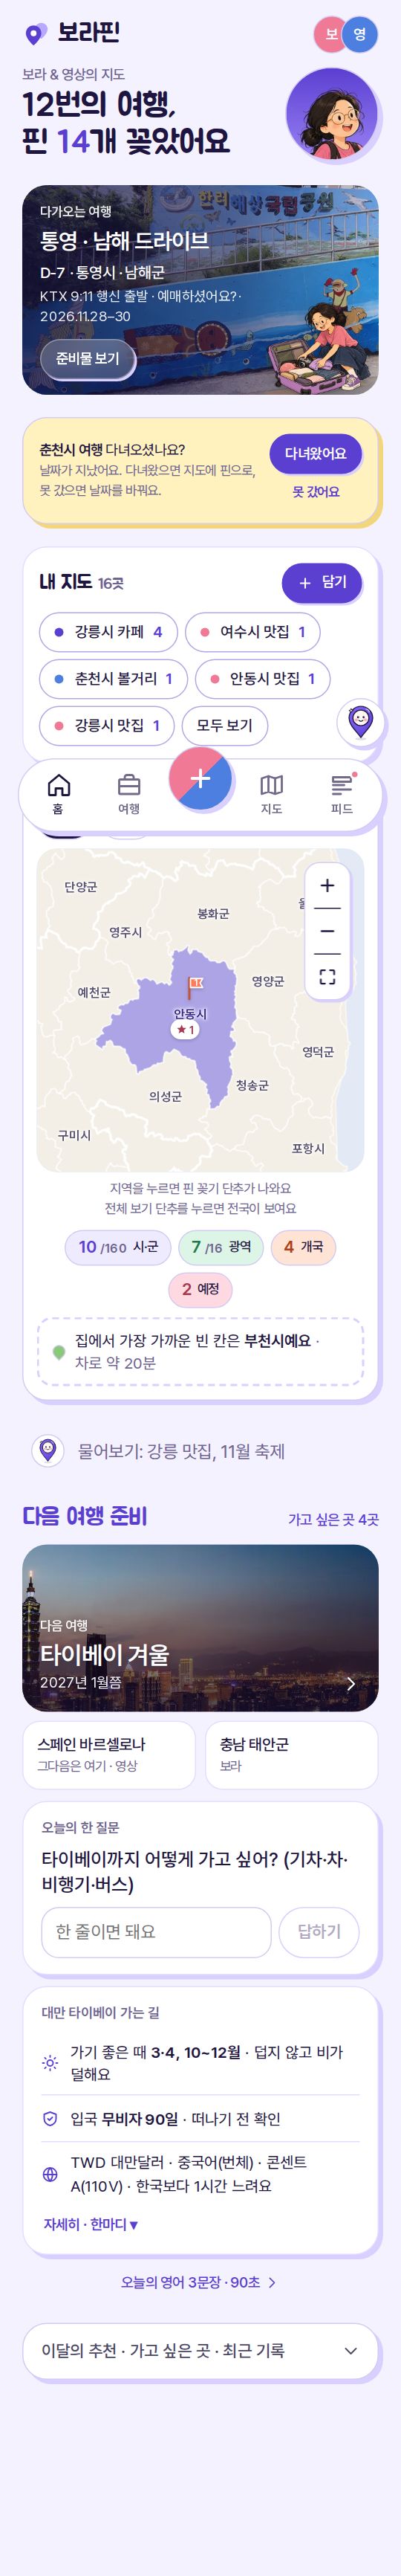 보라핀
보 영
보라 & 영상의 지도
12번의 여행,
핀 14개 꽂았어요
한려해상국립공원
다가오는 여행
통영 · 남해 드라이브
D-7 · 통영시 · 남해군
KTX 9:11 행신 출발 · 예매하셨어요? ·
2026.11.28–30
준비물 보기
춘천시 여행 다녀오셨나요?
날짜가 지났어요. 다녀왔으면 지도에 핀으로,
못 갔으면 날짜를 바꿔요.
다녀왔어요
못 갔어요
내 지도 16곳
+ 담기
강릉시 카페 4
여수시 맛집 1
춘천시 볼거리 1
안동시 맛집 1
강릉시 맛집 1
모두 보기
홈
여행
+
지도
피드
단양군
봉화군
영주시
+
−
예천군
영양군
안동시
★ 1
영덕군
의성군
청송군
구미시
포항시
지역을 누르면 핀 꽂기 단추가 나와요
전체 보기 단추를 누르면 전국이 보여요
10 /160 시·군
7 /16 광역
4 개국
2 예정
집에서 가장 가까운 빈 칸은 부천시예요 ·
차로 약 20분
물어보기: 강릉 맛집, 11월 축제
다음 여행 준비
가고 싶은 곳 4곳
다음 여행
타이베이 겨울
2027년 1월쯤
스페인 바르셀로나
그다음은 여기 · 영상
충남 태안군
보라
오늘의 한 질문
타이베이까지 어떻게 가고 싶어? (기차·차·
비행기·버스)
한 줄이면 돼요
답하기
대만 타이베이 가는 길
가기 좋은 때 3·4, 10~12월 · 덥지 않고 비가
덜해요
입국 무비자 90일 · 떠나기 전 확인
TWD 대만달러 · 중국어(번체) · 콘센트
A(110V) · 한국보다 1시간 느려요
자세히 · 한마디 ▾
오늘의 영어 3문장 · 90초
이달의 추천 · 가고 싶은 곳 · 최근 기록